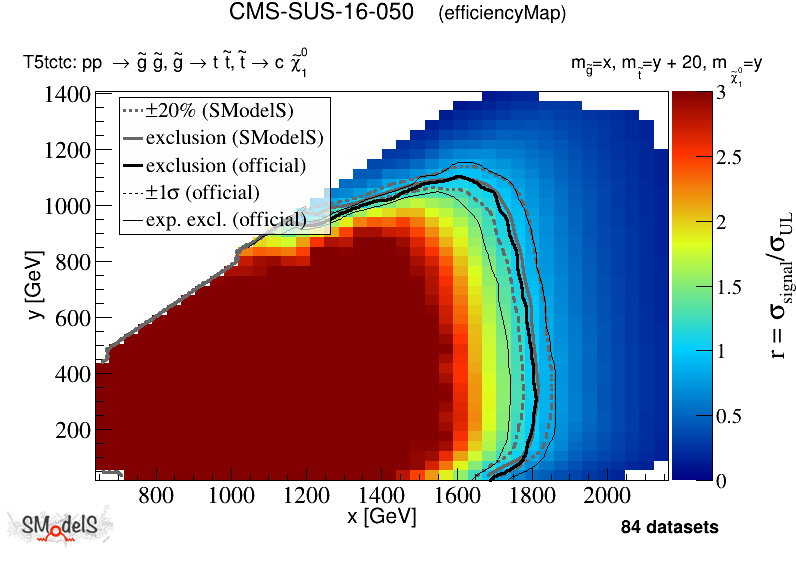 CMS-SUS-16-050 (efficiencyMap)
T5tctc: pp → g̃ g̃, g̃ → t t̃, t̃ → c χ̃₁⁰
m_g̃=x, m_t̃=y + 20, m_χ̃₁⁰=y
±20% (SModelS)
exclusion (SModelS)
exclusion (official)
±1σ (official)
exp. excl. (official)
1400
1200
1000
800
600
400
200
y [GeV]
800 1000 1200 1400 1600 1800 2000
x [GeV]
3
2.5
2
1.5
1
0.5
0
r = σ_signal/σ_UL
SModelS
84 datasets